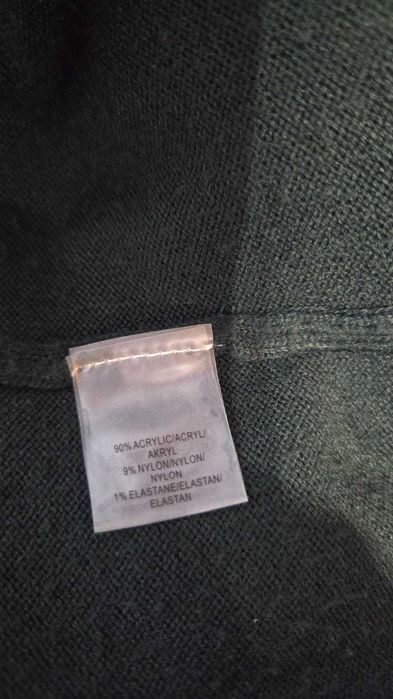 90% ACRYLIC/ACRYL/
AKRYL
9% NYLON/NYLON/
NYLON
1% ELASTANE/ELASTAN/
ELASTAN